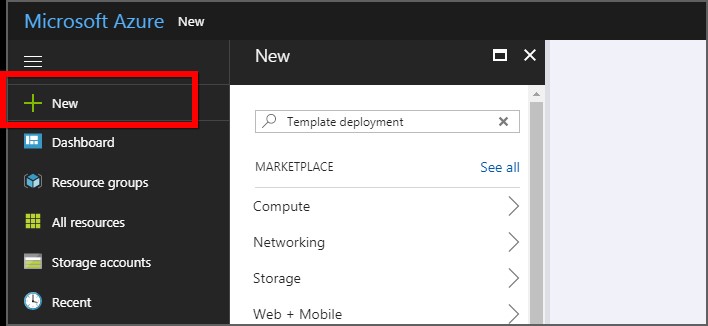 Microsoft Azure New
New
New
Template deployment
Dashboard
MARKETPLACE See all
Resource groups
Compute
All resources
Networking
Storage accounts
Storage
Recent
Web + Mobile